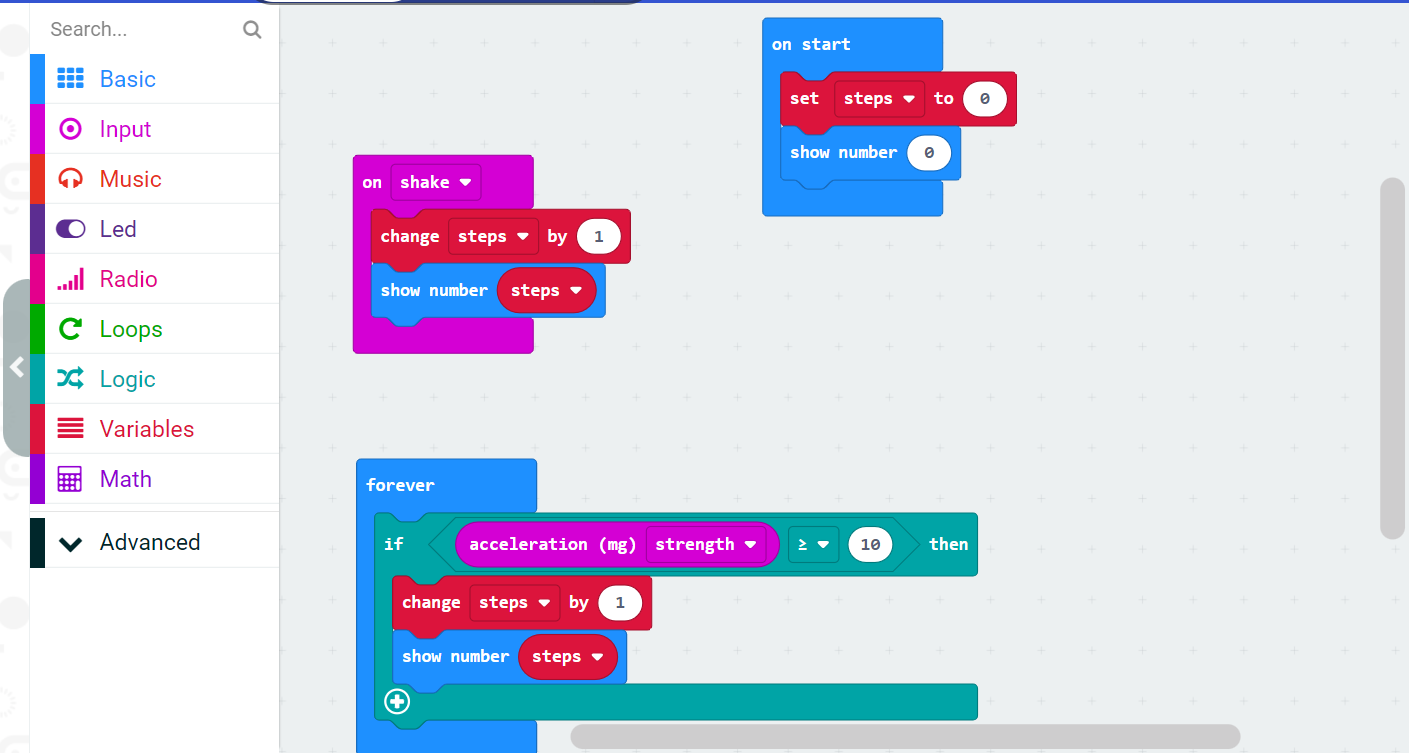 Search...
Basic
Input
Music
Led
Radio
Loops
Logic
Variables
Math
Advanced
on start
set steps to 0
show number 0
on shake
change steps by 1
show number steps
forever
if acceleration (mg) strength ≥ 10 then
change steps by 1
show number steps